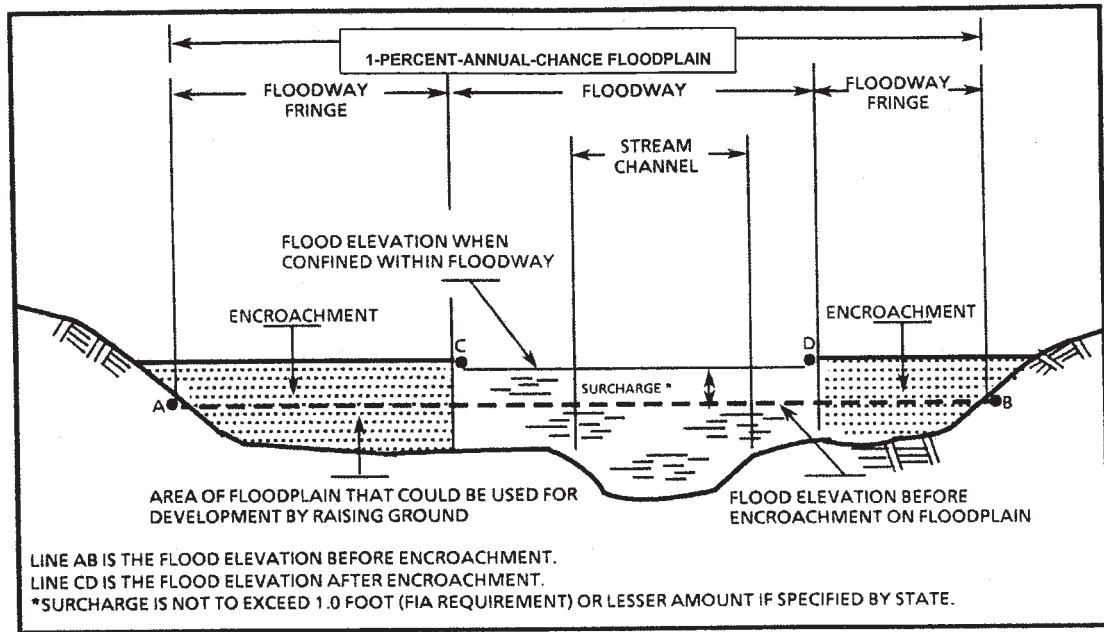 1-PERCENT-ANNUAL-CHANCE FLOODPLAIN
FLOODWAY
FRINGE
FLOODWAY
FLOODWAY
FRINGE
STREAM
CHANNEL
FLOOD ELEVATION WHEN
CONFINED WITHIN FLOODWAY
ENCROACHMENT
ENCROACHMENT
C
D
SURCHARGE *
A
B
AREA OF FLOODPLAIN THAT COULD BE USED FOR
DEVELOPMENT BY RAISING GROUND
FLOOD ELEVATION BEFORE
ENCROACHMENT ON FLOODPLAIN
LINE AB IS THE FLOOD ELEVATION BEFORE ENCROACHMENT.
LINE CD IS THE FLOOD ELEVATION AFTER ENCROACHMENT.
*SURCHARGE IS NOT TO EXCEED 1.0 FOOT (FIA REQUIREMENT) OR LESSER AMOUNT IF SPECIFIED BY STATE.